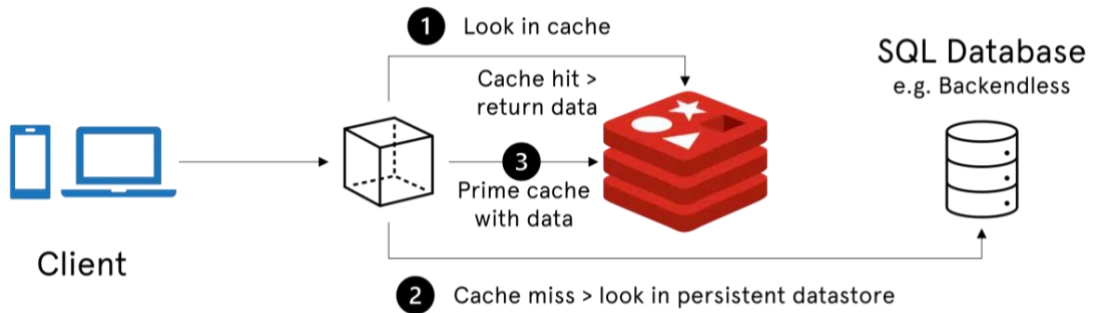 1 Look in cache
SQL Database
e.g. Backendless
Cache hit >
return data
3
Prime cache
with data
Client
2 Cache miss > look in persistent datastore